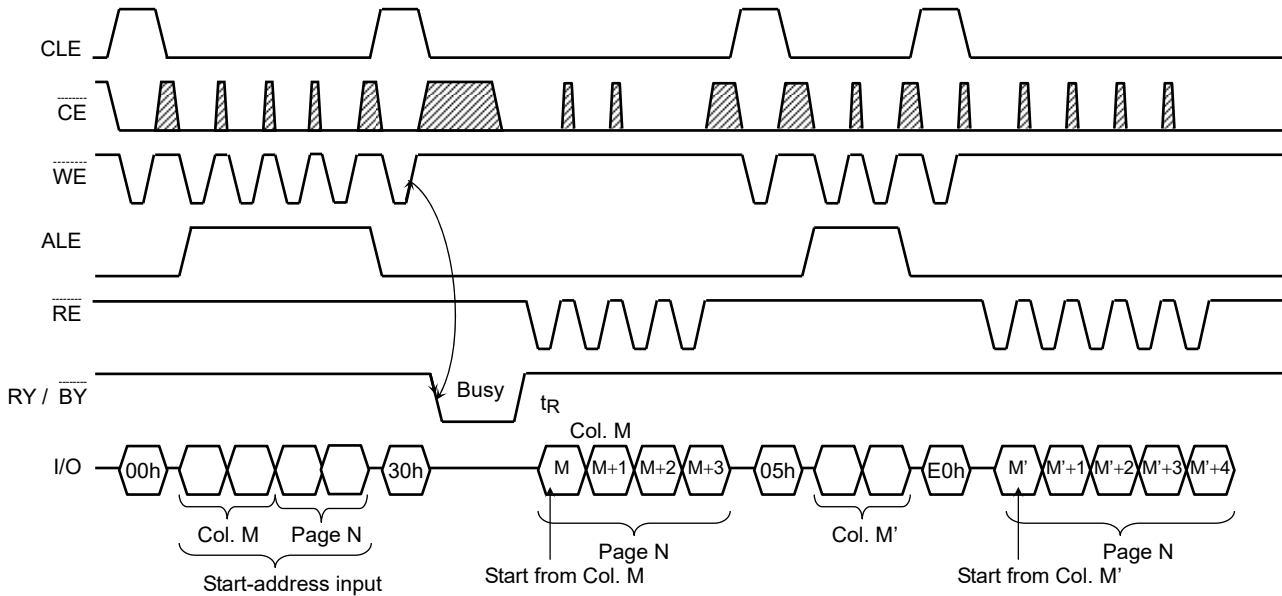 CLE
CE
WE
ALE
RE
RY / BY
Busy
tR
Col. M
I/O
00h
30h
M
M+1
M+2
M+3
05h
E0h
M’
M’+1
M’+2
M’+3
M’+4
Col. M
Page N
Col. M’
Page N
Page N
Start-address input
Start from Col. M
Start from Col. M’